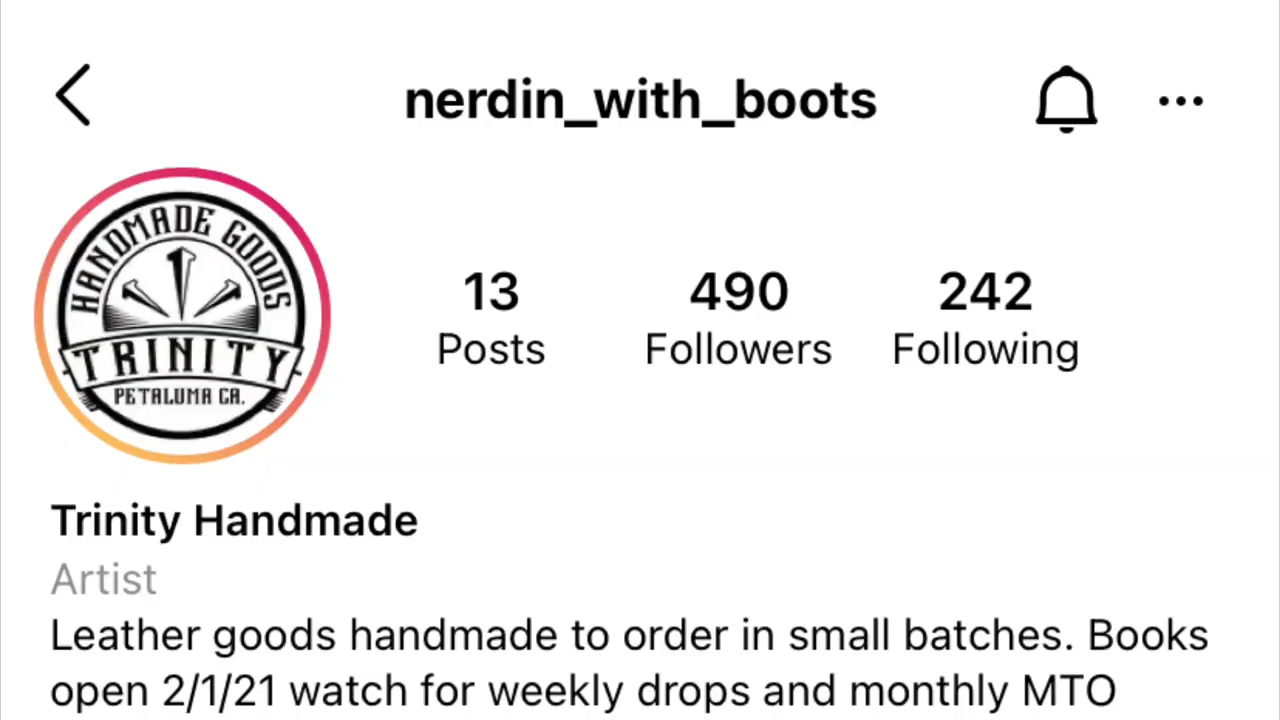 nerdin_with_boots
HANDMADE GOODS
TRINITY
PETALUMA CA.
13
490
242
Posts
Followers
Following
Trinity Handmade
Artist
Leather goods handmade to order in small batches. Books
open 2/1/21 watch for weekly drops and monthly MTO